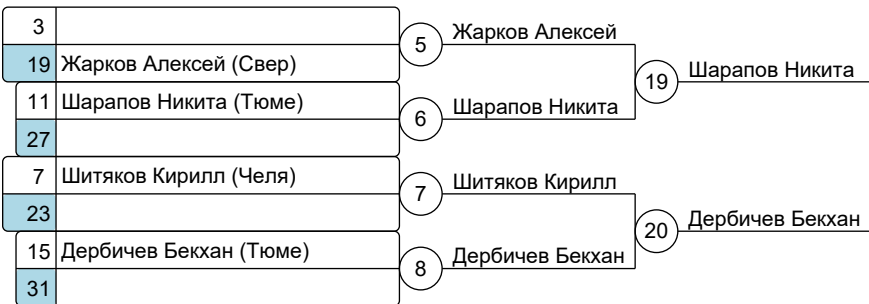 3
19 Жарков Алексей (Свер)
11 Шарапов Никита (Тюме)
27
7 Шитяков Кирилл (Челя)
23
15 Дербичев Бекхан (Тюме)
31
5 Жарков Алексей
6 Шарапов Никита
7 Шитяков Кирилл
8 Дербичев Бекхан
19 Шарапов Никита
20 Дербичев Бекхан